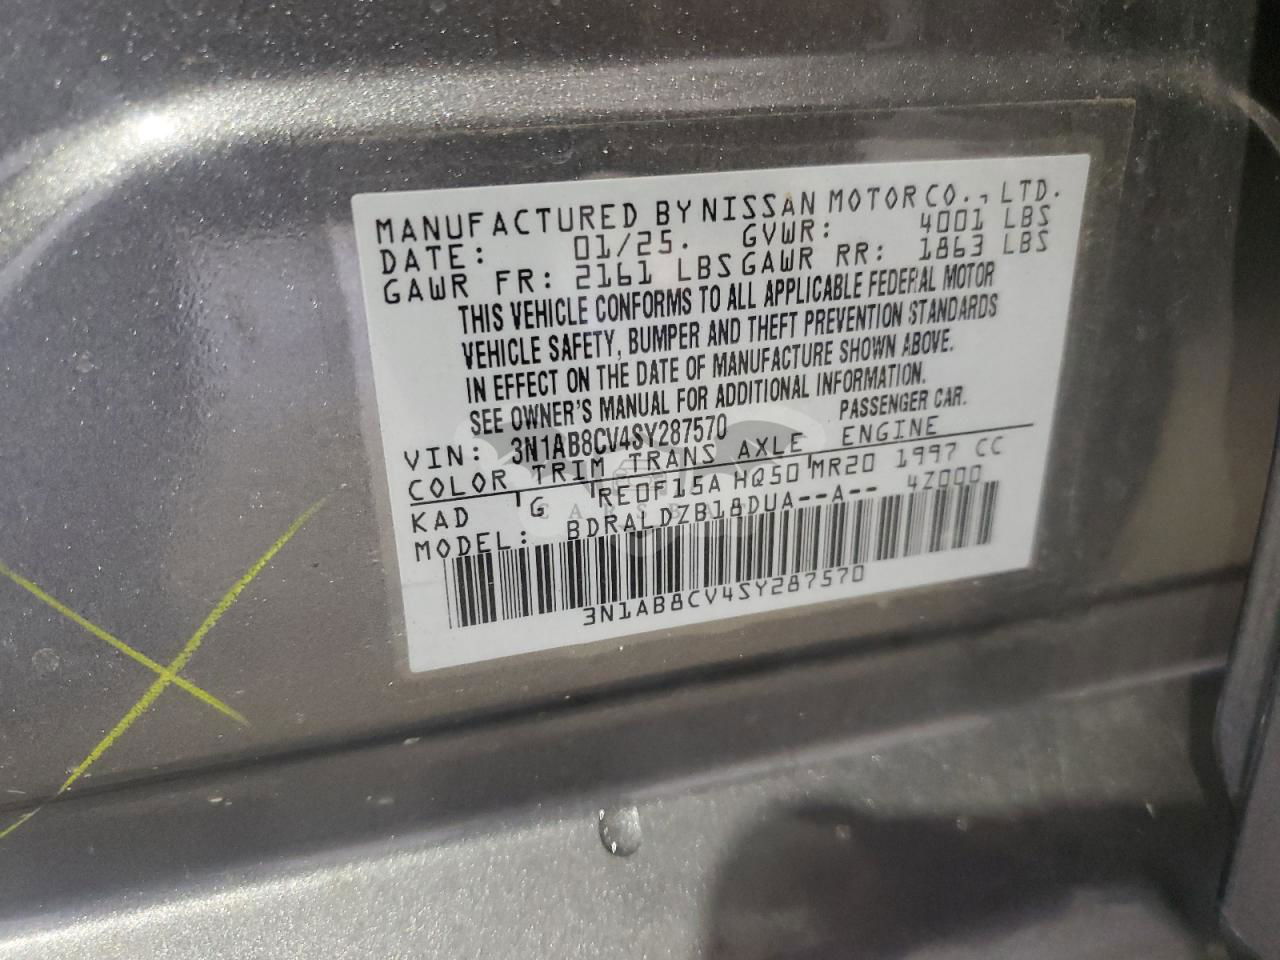 MANUFACTURED BY NISSAN MOTOR CO., LTD.
DATE: 01/25. GVWR: 4001 LBS
GAWR FR: 2161 LBS GAWR RR: 1863 LBS
THIS VEHICLE CONFORMS TO ALL APPLICABLE FEDERAL MOTOR
VEHICLE SAFETY, BUMPER AND THEFT PREVENTION STANDARDS
IN EFFECT ON THE DATE OF MANUFACTURE SHOWN ABOVE.
SEE OWNER'S MANUAL FOR ADDITIONAL INFORMATION.
VIN: 3N1AB8CV4SY287570 PASSENGER CAR.
COLOR TRIM TRANS AXLE ENGINE
KAD G RE0F15A HQ50 MR20 1997 CC
MODEL: BDRALDZB18DUA--A-- 4Z000
3N1AB8CV4SY287570